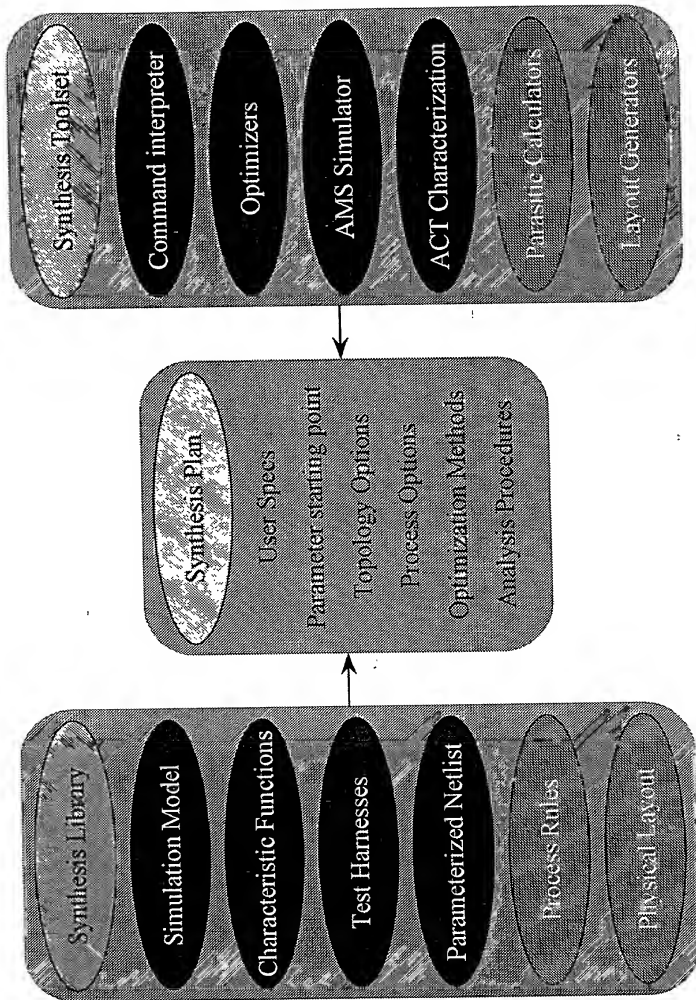 Synthesis Library
Simulation Model
Characteristic Functions
Test Harnesses
Parameterized Netlist
Process Rules
Physical Layout
Synthesis Plan
User Specs
Parameter starting point
Topology Options
Process Options
Optimization Methods
Analysis Procedures
Synthesis Toolset
Command interpreter
Optimizers
AMS Simulator
ACT Characterization
Parasitic Calculators
Layout Generators